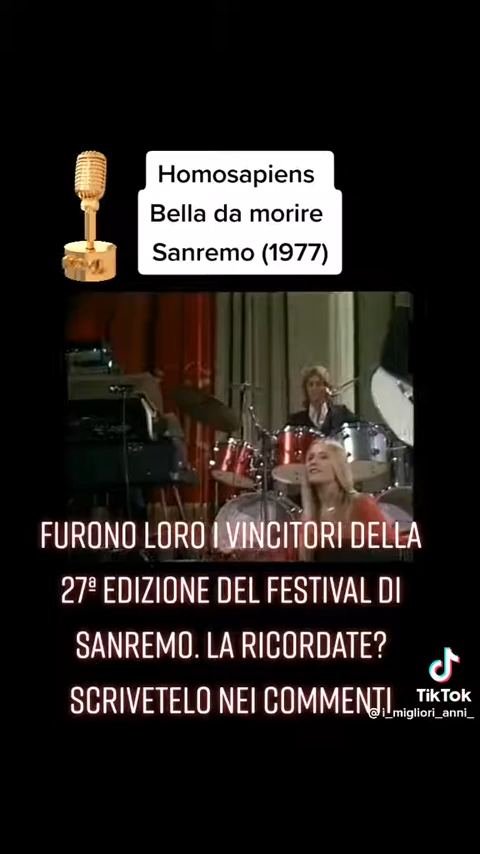 Homosapiens
Bella da morire
Sanremo (1977)
FURONO LORO I VINCITORI DELLA
27ª EDIZIONE DEL FESTIVAL DI
SANREMO. LA RICORDATE?
SCRIVETELO NEI COMMENTI
TikTok
@i_migliori_anni_